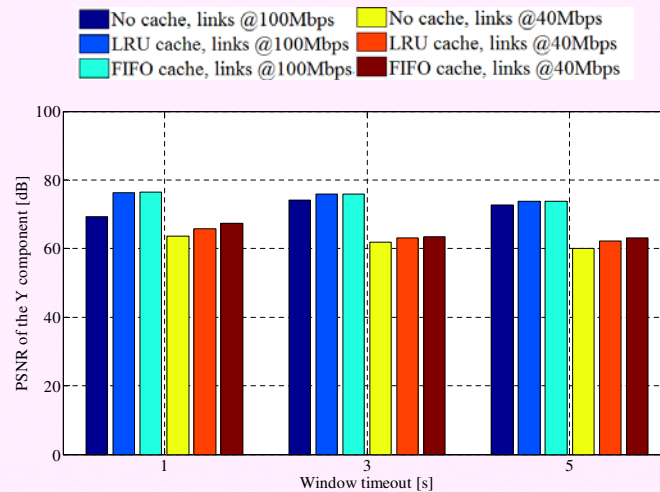 No cache, links @100Mbps
No cache, links @40Mbps
LRU cache, links @100Mbps
LRU cache, links @40Mbps
FIFO cache, links @100Mbps
FIFO cache, links @40Mbps
100
80
60
40
20
0
PSNR of the Y component [dB]
1
3
5
Window timeout [s]